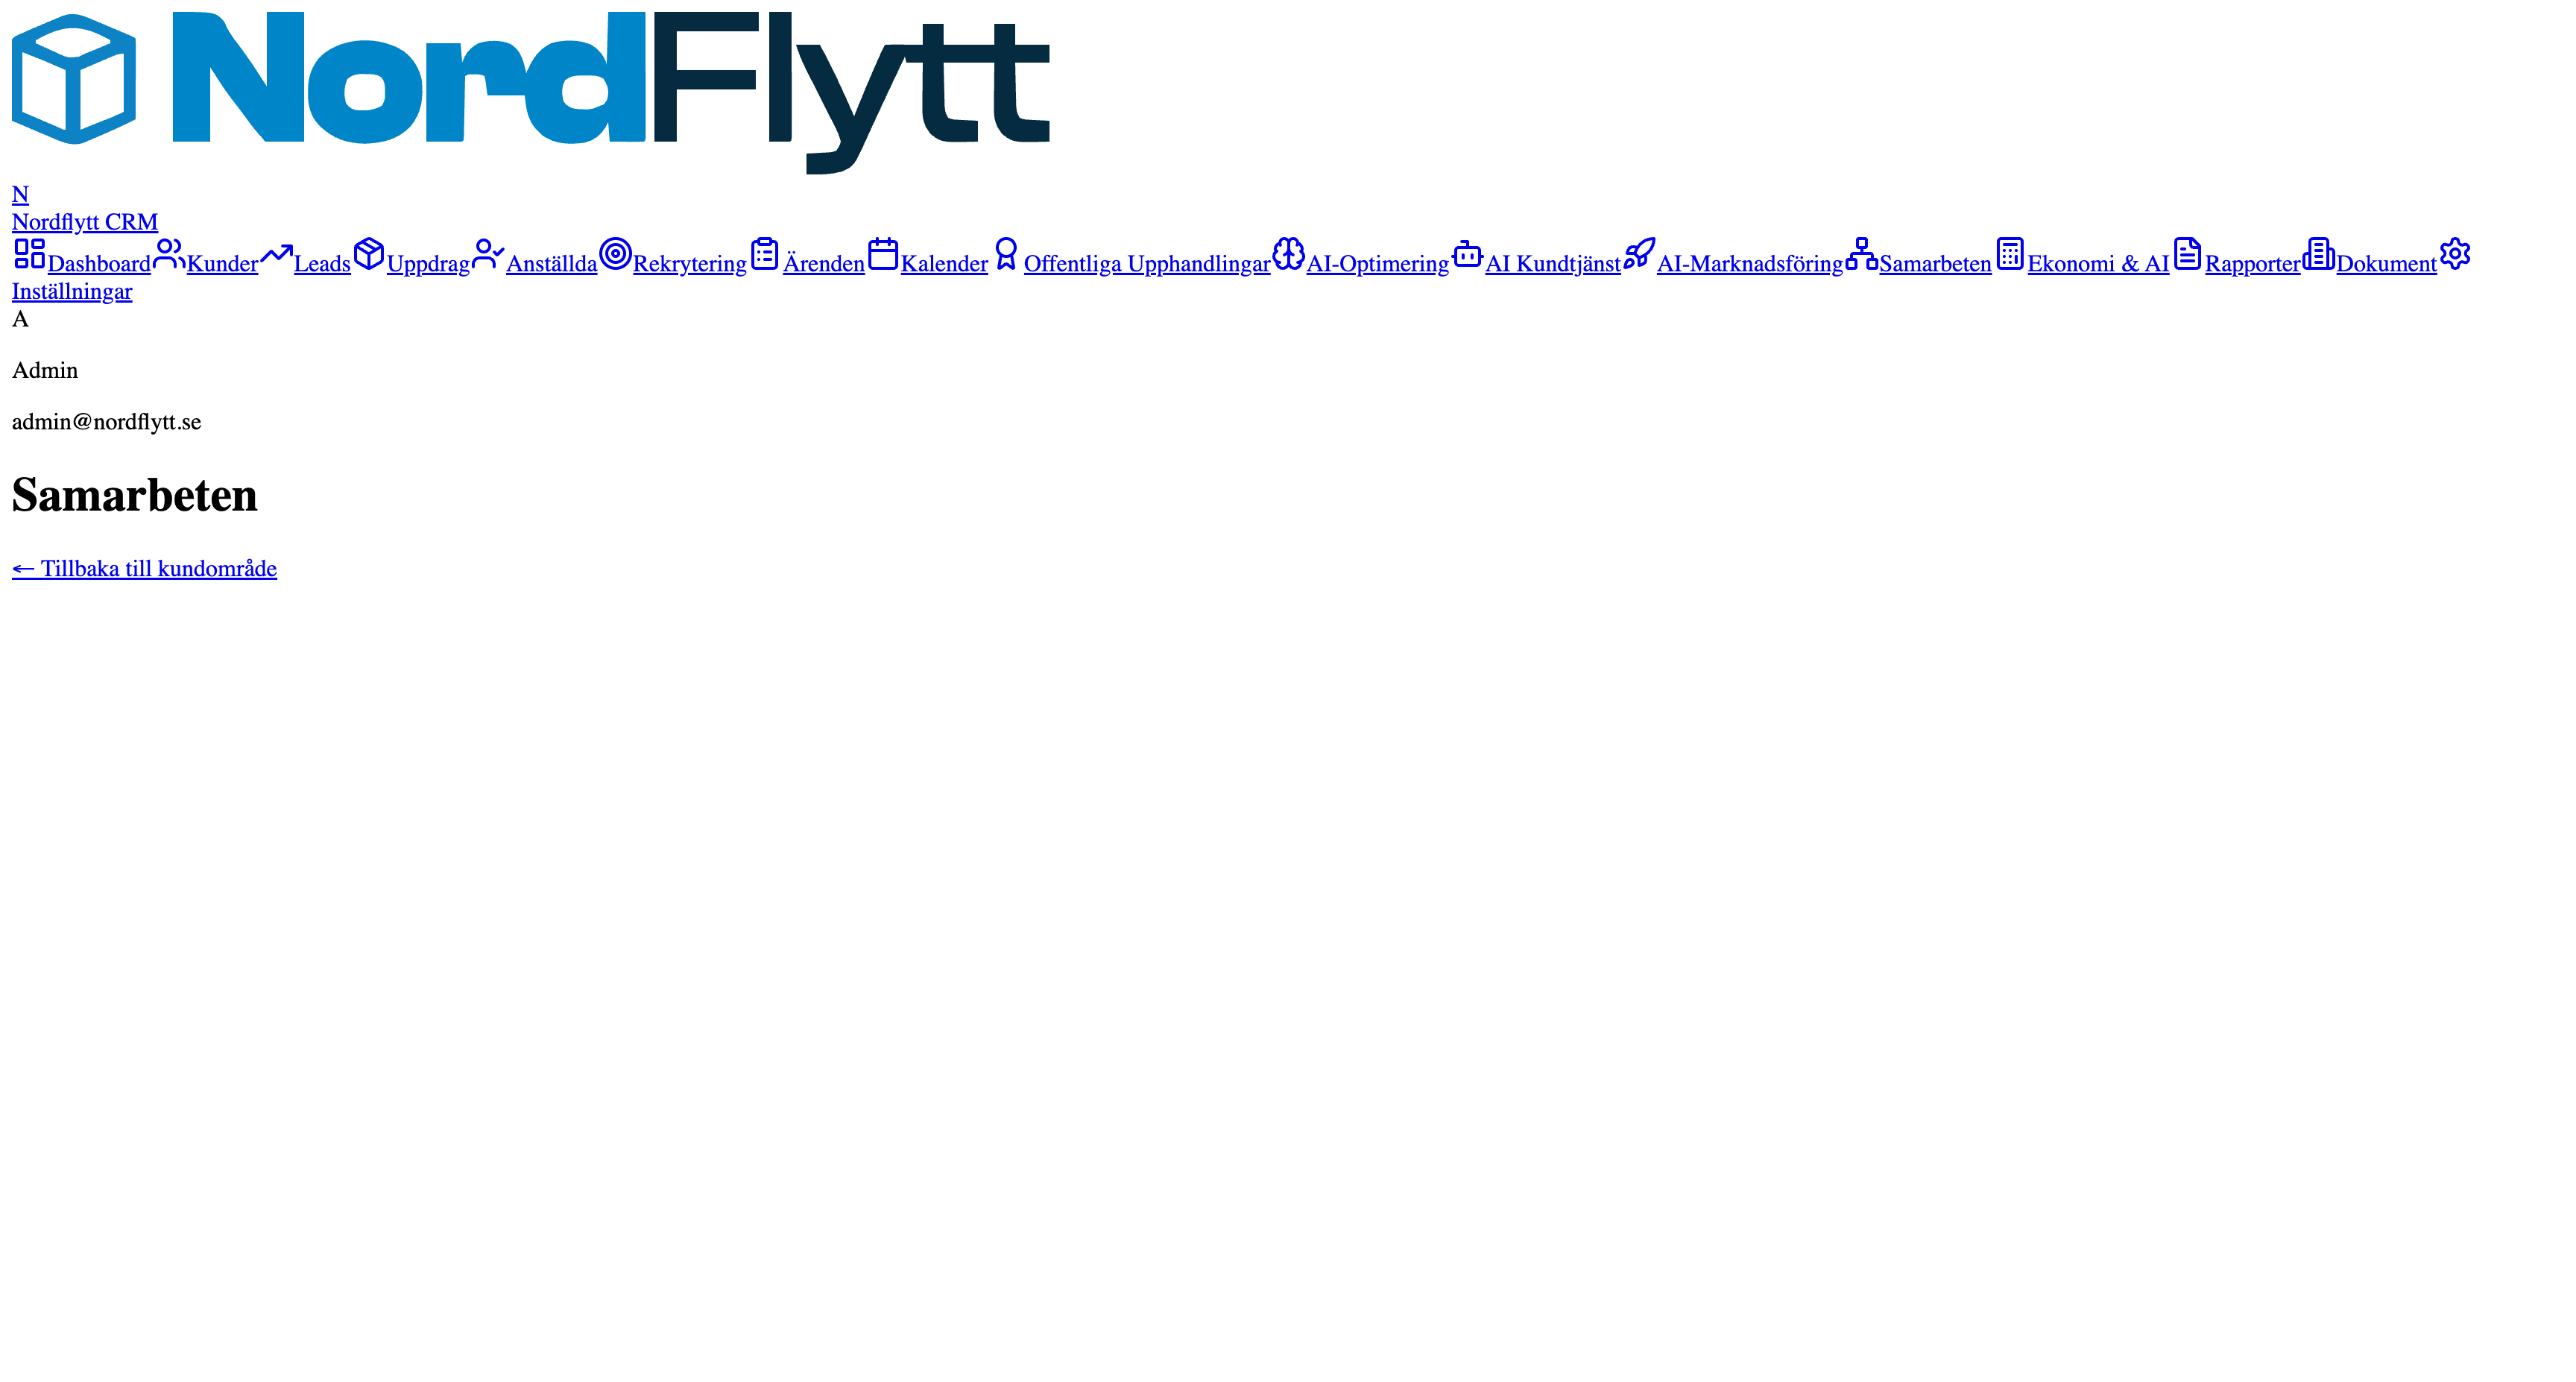 NordFlytt
N
Nordflytt CRM
Dashboard Kunder Leads Uppdrag Anställda Rekrytering Ärenden Kalender Offentliga Upphandlingar AI-Optimering AI Kundtjänst AI-Marknadsföring Samarbeten Ekonomi & AI Rapporter Dokument
Inställningar
A
Admin
admin@nordflytt.se
Samarbeten
← Tillbaka till kundområde